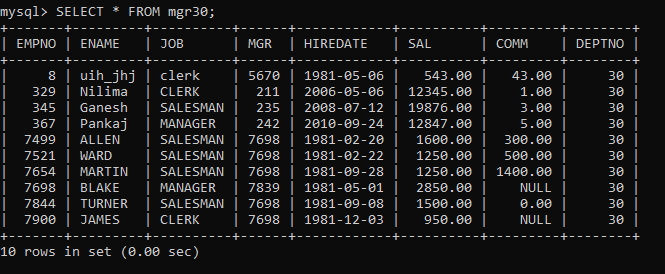 mysql> SELECT * FROM mgr30;
+-------+---------+----------+------+------------+----------+---------+--------+
| EMPNO | ENAME   | JOB      | MGR  | HIREDATE   | SAL      | COMM    | DEPTNO |
+-------+---------+----------+------+------------+----------+---------+--------+
|     8 | uih_jhj | clerk    | 5670 | 1981-05-06 |   543.00 |   43.00 |     30 |
|   329 | Nilima  | CLERK    |  211 | 2006-05-06 | 12345.00 |    1.00 |     30 |
|   345 | Ganesh  | SALESMAN |  235 | 2008-07-12 | 19876.00 |    3.00 |     30 |
|   367 | Pankaj  | MANAGER  |  242 | 2010-09-24 | 12847.00 |    5.00 |     30 |
|  7499 | ALLEN   | SALESMAN | 7698 | 1981-02-20 |  1600.00 |  300.00 |     30 |
|  7521 | WARD    | SALESMAN | 7698 | 1981-02-22 |  1250.00 |  500.00 |     30 |
|  7654 | MARTIN  | SALESMAN | 7698 | 1981-09-28 |  1250.00 | 1400.00 |     30 |
|  7698 | BLAKE   | MANAGER  | 7839 | 1981-05-01 |  2850.00 |    NULL |     30 |
|  7844 | TURNER  | SALESMAN | 7698 | 1981-09-08 |  1500.00 |    0.00 |     30 |
|  7900 | JAMES   | CLERK    | 7698 | 1981-12-03 |   950.00 |    NULL |     30 |
+-------+---------+----------+------+------------+----------+---------+--------+
10 rows in set (0.00 sec)